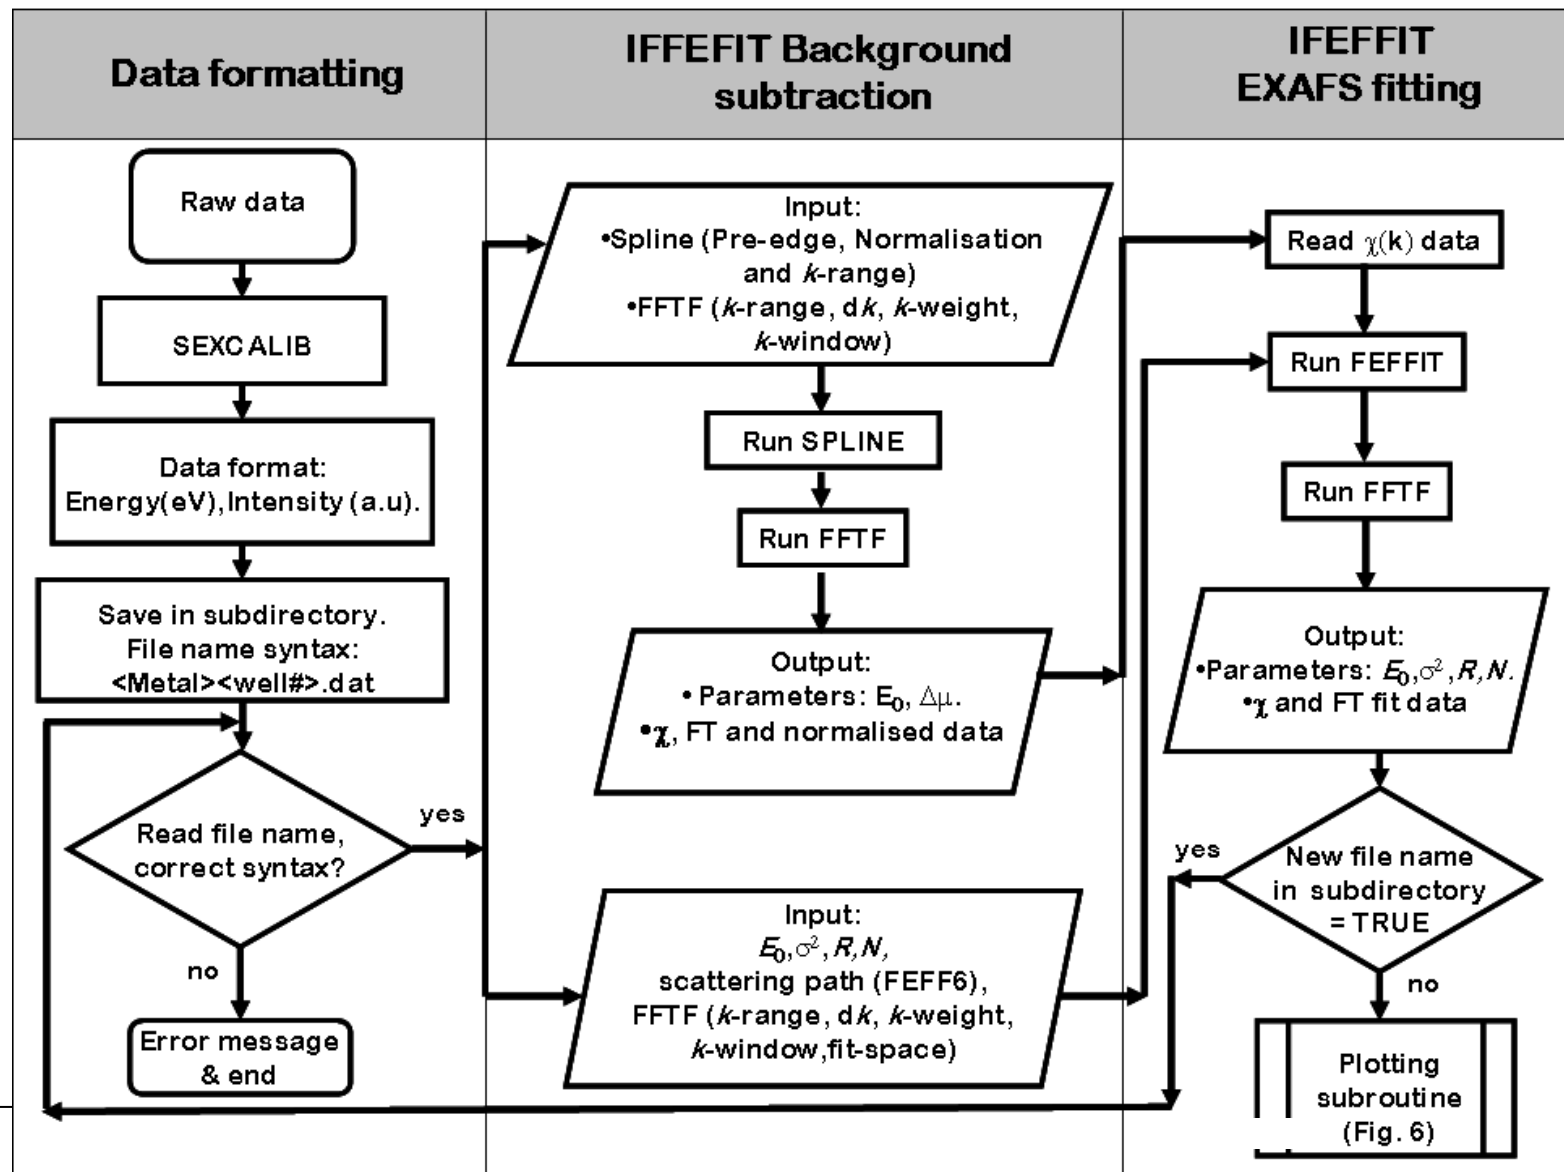 Data formatting
IFFEFIT Background
subtraction
IFEFFIT
EXAFS fitting
Raw data
SEXCALIB
Data format:
Energy(eV),Intensity (a.u).
Save in subdirectory.
File name syntax:
<Metal><well#>.dat
Read file name,
correct syntax?
yes
no
Error message
& end
Input:
•Spline (Pre-edge, Normalisation
and k-range)
•FFTF (k-range, dk, k-weight,
k-window)
Run SPLINE
Run FFTF
Output:
• Parameters: E₀, Δμ.
•χ, FT and normalised data
Input:
E₀,σ², R,N,
scattering path (FEFF6),
FFTF (k-range, dk, k-weight,
k-window,fit-space)
Read χ(k) data
Run FEFFIT
Run FFTF
Output:
•Parameters: E₀,σ²,R,N.
•χ and FT fit data
New file name
in subdirectory
= TRUE
yes
no
Plotting
subroutine
(Fig. 6)